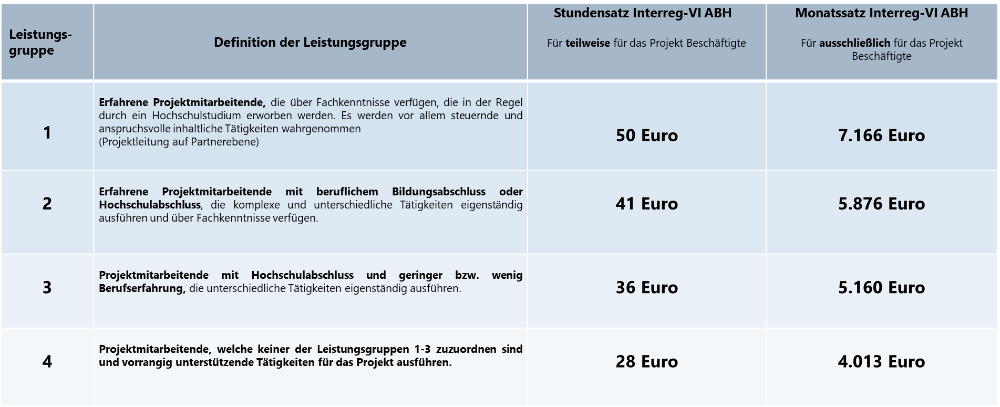 Leistungs-
gruppe
Definition der Leistungsgruppe
Stundensatz Interreg-VI ABH
Für teilweise für das Projekt Beschäftigte
Monatssatz Interreg-VI ABH
Für ausschließlich für das Projekt
Beschäftigte
1
Erfahrene Projektmitarbeitende, die über Fachkenntnisse verfügen, die in der Regel
durch ein Hochschulstudium erworben werden. Es werden vor allem steuernde und
anspruchsvolle inhaltliche Tätigkeiten wahrgenommen
(Projektleitung auf Partnerebene)
50 Euro
7.166 Euro
2
Erfahrene Projektmitarbeitende mit beruflichem Bildungsabschluss oder
Hochschulabschluss, die komplexe und unterschiedliche Tätigkeiten eigenständig
ausführen und über Fachkenntnisse verfügen.
41 Euro
5.876 Euro
3
Projektmitarbeitende mit Hochschulabschluss und geringer bzw. wenig
Berufserfahrung, die unterschiedliche Tätigkeiten eigenständig ausführen.
36 Euro
5.160 Euro
4
Projektmitarbeitende, welche keiner der Leistungsgruppen 1-3 zuzuordnen sind
und vorrangig unterstützende Tätigkeiten für das Projekt ausführen.
28 Euro
4.013 Euro